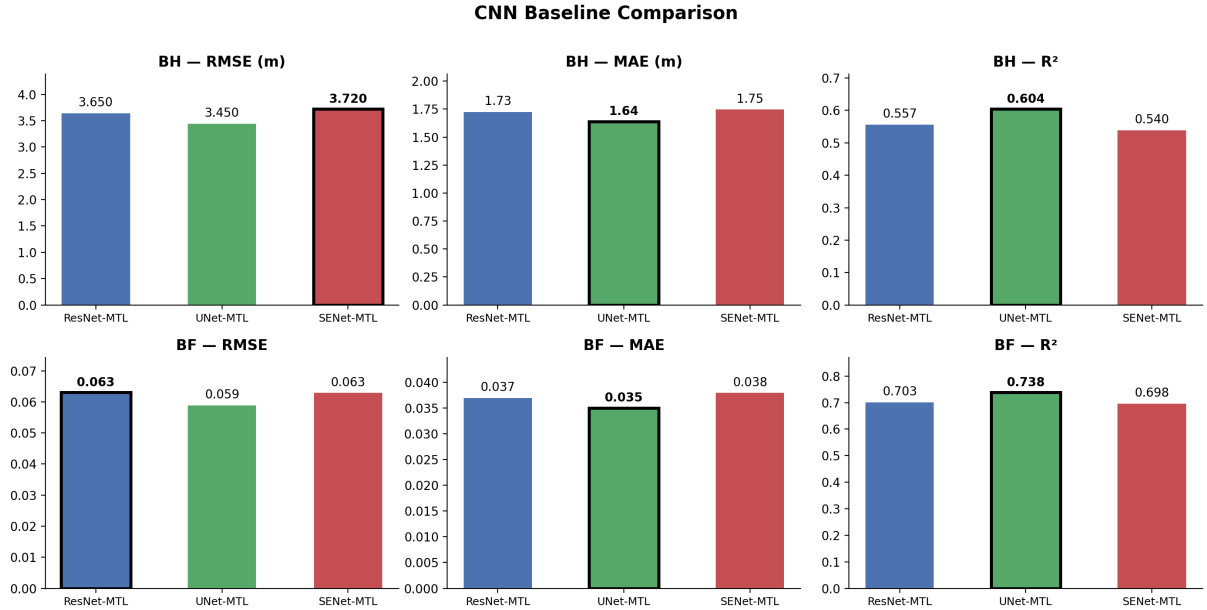 CNN Baseline Comparison
BH — RMSE (m)
4.0
3.5
3.0
2.5
2.0
1.5
1.0
0.5
0.0
3.650
3.450
3.720
ResNet-MTL
UNet-MTL
SENet-MTL
BH — MAE (m)
2.00
1.75
1.50
1.25
1.00
0.75
0.50
0.25
0.00
1.73
1.64
1.75
ResNet-MTL
UNet-MTL
SENet-MTL
BH — R²
0.7
0.6
0.5
0.4
0.3
0.2
0.1
0.0
0.557
0.604
0.540
ResNet-MTL
UNet-MTL
SENet-MTL
BF — RMSE
0.07
0.06
0.05
0.04
0.03
0.02
0.01
0.00
0.063
0.059
0.063
ResNet-MTL
UNet-MTL
SENet-MTL
BF — MAE
0.040
0.035
0.030
0.025
0.020
0.015
0.010
0.005
0.000
0.037
0.035
0.038
ResNet-MTL
UNet-MTL
SENet-MTL
BF — R²
0.8
0.7
0.6
0.5
0.4
0.3
0.2
0.1
0.0
0.703
0.738
0.698
ResNet-MTL
UNet-MTL
SENet-MTL